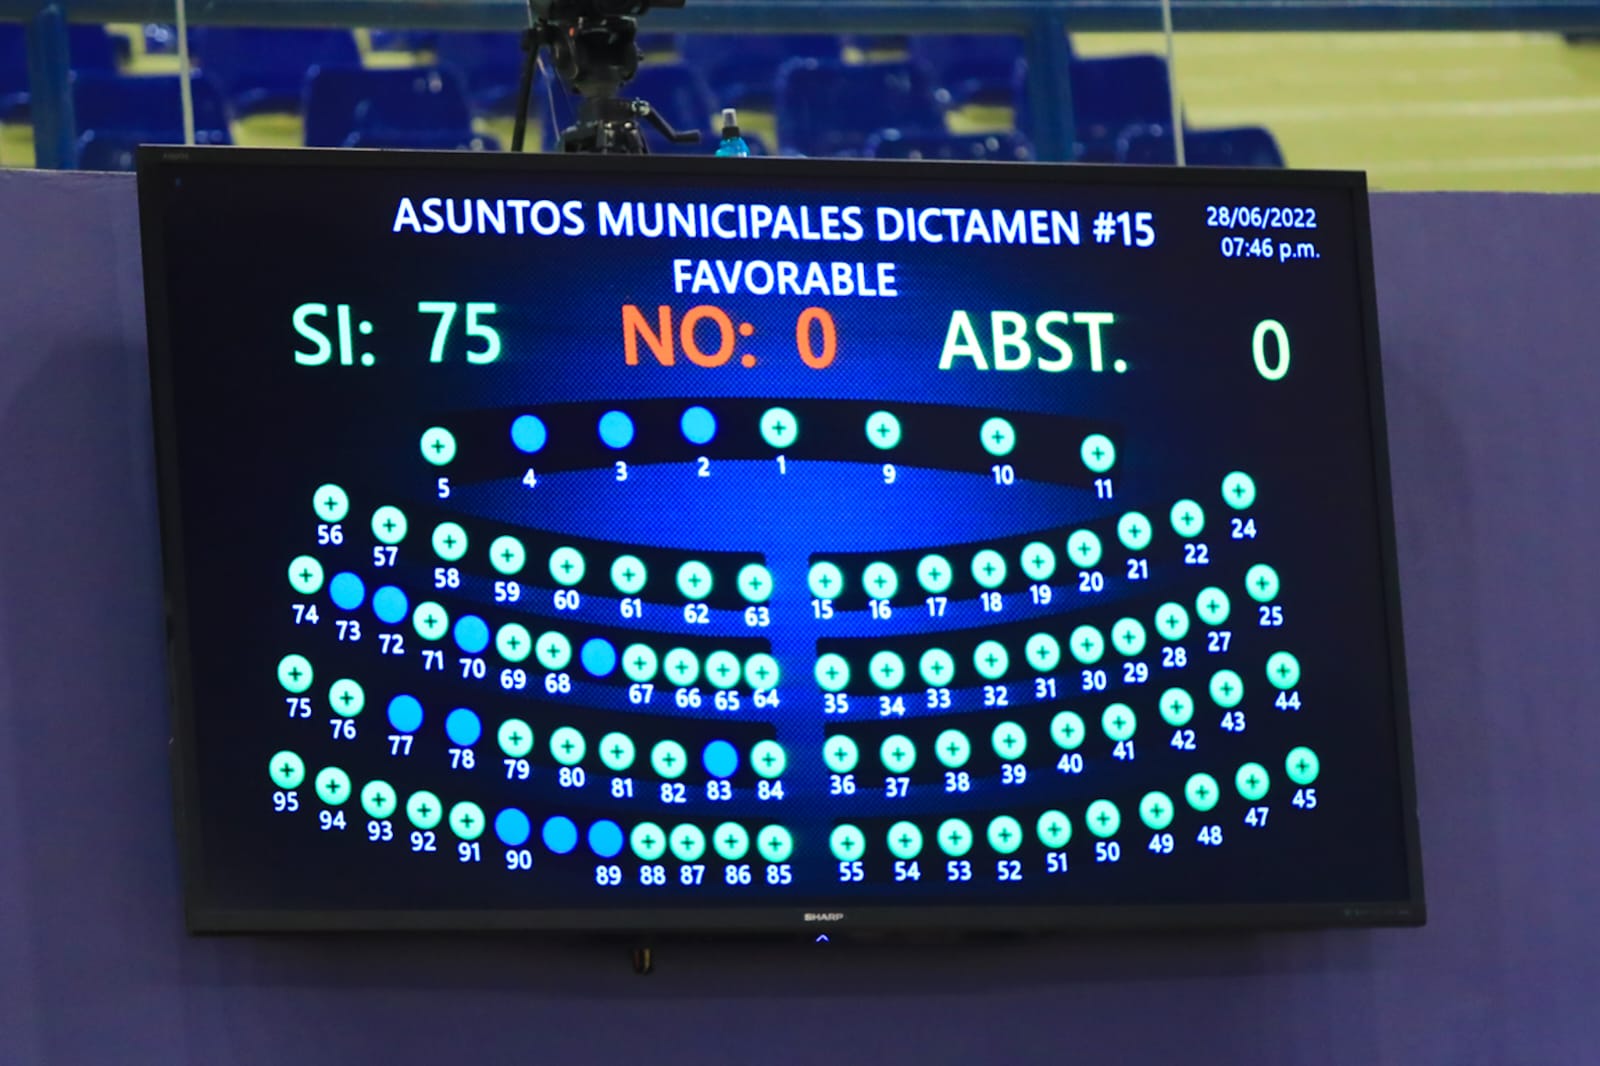 ASUNTOS MUNICIPALES DICTAMEN #15
28/06/2022
07:46 p.m.
FAVORABLE
SI: 75 NO: 0 ABST. 0
5 4 3 2 1 9 10 11
56 57 58 59 60 61 62 63 15 16 17 18 19 20 21 22 24
74 73 72 71 70 69 68 67 66 65 64 35 34 33 32 31 30 29 28 27 25
75 76 77 78 79 80 81 82 83 84 36 37 38 39 40 41 42 43 44
95 94 93 92 91 90 89 88 87 86 85 55 54 53 52 51 50 49 48 47 45
SHARP